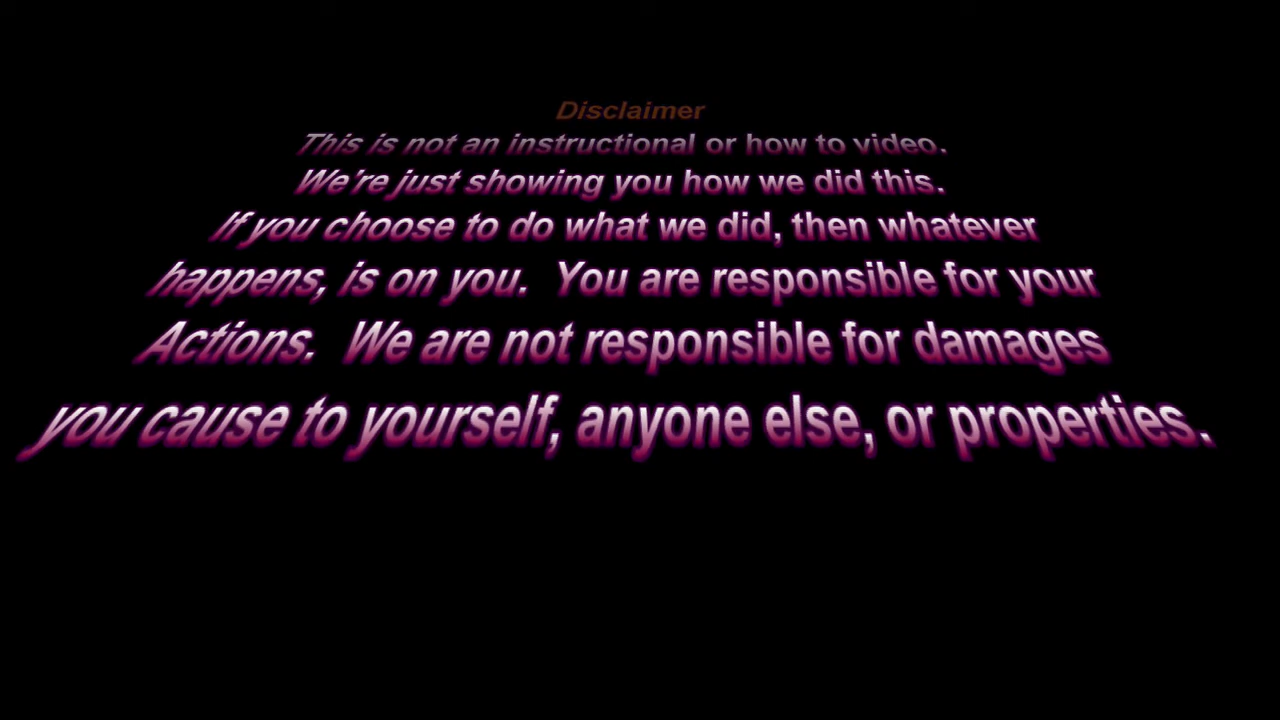 Disclaimer
This is not an instructional or how to video.
We're just showing you how we did this.
If you choose to do what we did, then whatever
happens, is on you.  You are responsible for your
Actions.  We are not responsible for damages
you cause to yourself, anyone else, or properties.